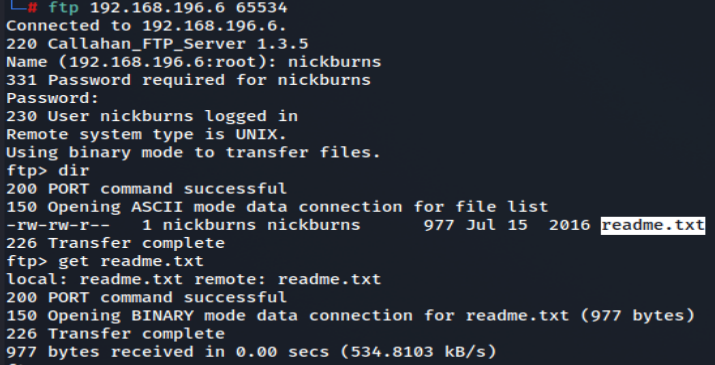 └─# ftp 192.168.196.6 65534
Connected to 192.168.196.6.
220 Callahan_FTP_Server 1.3.5
Name (192.168.196.6:root): nickburns
331 Password required for nickburns
Password:
230 User nickburns logged in
Remote system type is UNIX.
Using binary mode to transfer files.
ftp> dir
200 PORT command successful
150 Opening ASCII mode data connection for file list
-rw-rw-r--   1 nickburns nickburns      977 Jul 15  2016 readme.txt
226 Transfer complete
ftp> get readme.txt
local: readme.txt remote: readme.txt
200 PORT command successful
150 Opening BINARY mode data connection for readme.txt (977 bytes)
226 Transfer complete
977 bytes received in 0.00 secs (534.8103 kB/s)